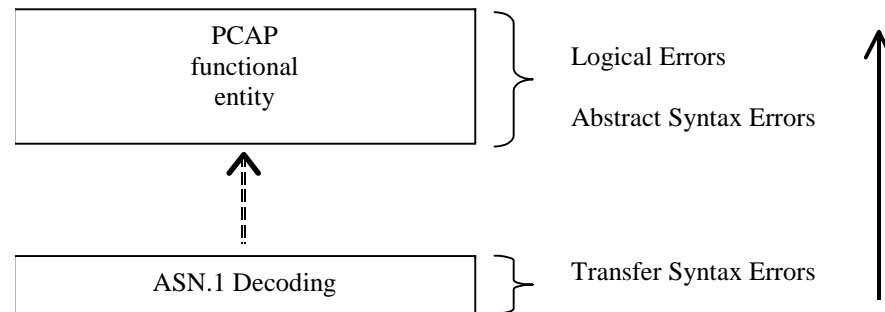 PCAP
functional
entity
Logical Errors
Abstract Syntax Errors
ASN.1 Decoding
Transfer Syntax Errors